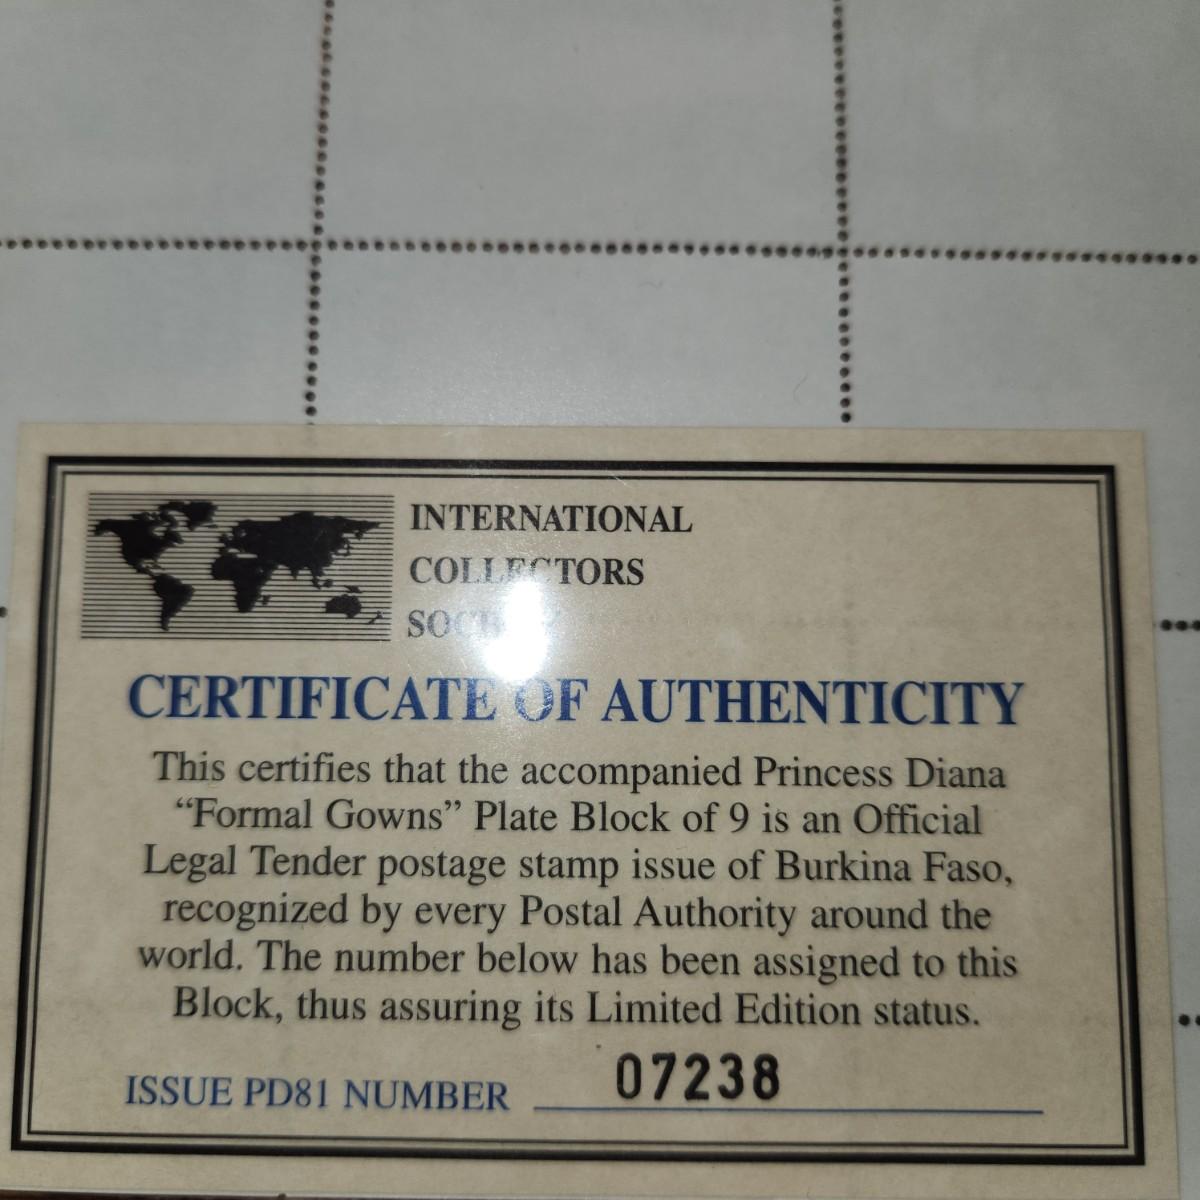 INTERNATIONAL
COLLECTORS
SOCIETY
CERTIFICATE OF AUTHENTICITY
This certifies that the accompanied Princess Diana
“Formal Gowns” Plate Block of 9 is an Official
Legal Tender postage stamp issue of Burkina Faso,
recognized by every Postal Authority around the
world. The number below has been assigned to this
Block, thus assuring its Limited Edition status.
ISSUE PD81 NUMBER 07238